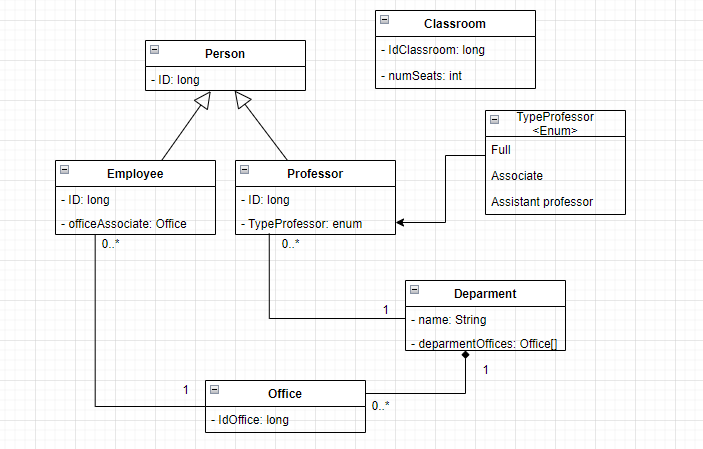 Classroom
- IdClassroom: long
- numSeats: int
Person
- ID: long
TypeProfessor
<Enum>
Full
Associate
Assistant professor
Employee
- ID: long
- officeAssociate: Office
0..*
Professor
- ID: long
- TypeProfessor: enum
0..*
Deparment
- name: String
- deparmentOffices: Office[]
1
1
Office
- IdOffice: long
1
0..*